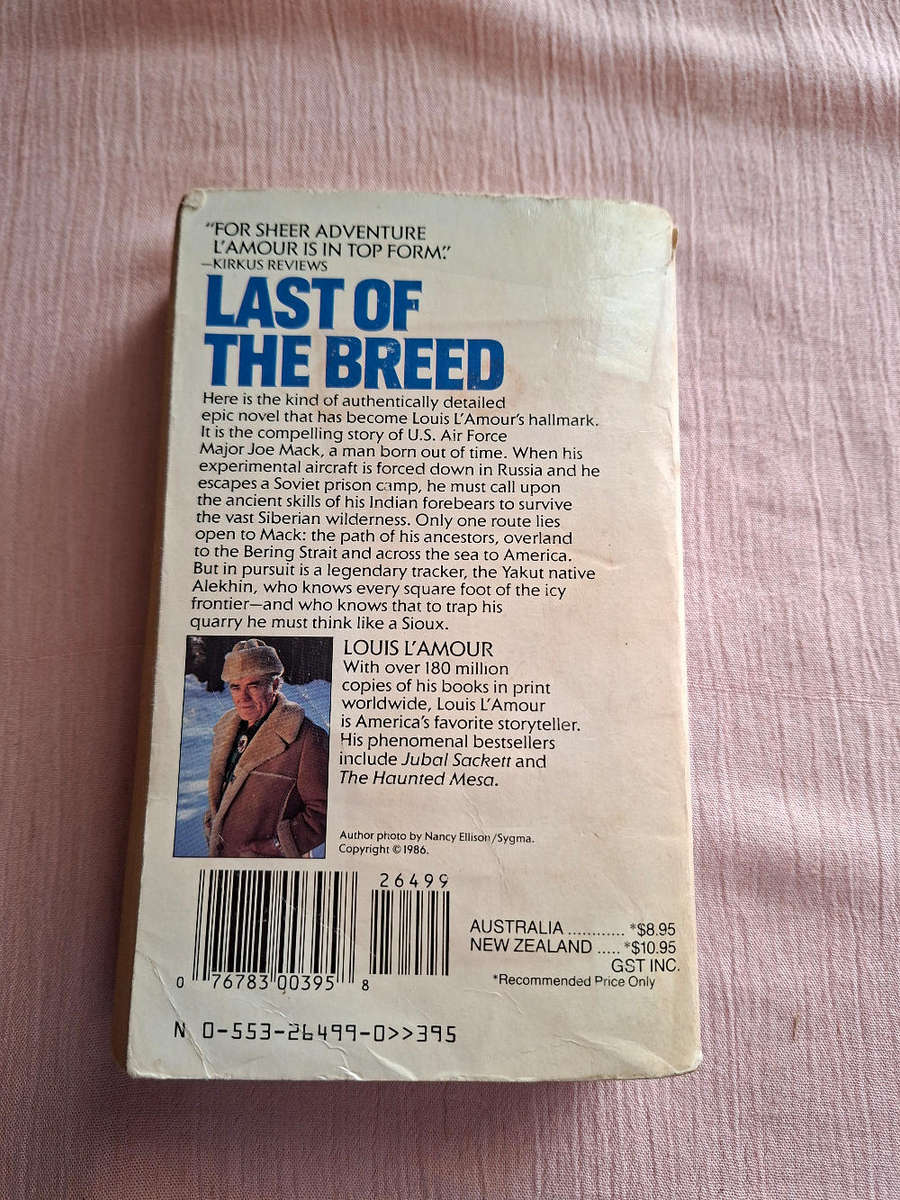 "FOR SHEER ADVENTURE
L'AMOUR IS IN TOP FORM."
—KIRKUS REVIEWS
LAST OF
THE BREED
Here is the kind of authentically detailed
epic novel that has become Louis L'Amour's hallmark.
It is the compelling story of U.S. Air Force
Major Joe Mack, a man born out of time. When his
experimental aircraft is forced down in Russia and he
escapes a Soviet prison camp, he must call upon
the ancient skills of his Indian forebears to survive
the vast Siberian wilderness. Only one route lies
open to Mack: the path of his ancestors, overland
to the Bering Strait and across the sea to America.
But in pursuit is a legendary tracker, the Yakut native
Alekhin, who knows every square foot of the icy
frontier—and who knows that to trap his
quarry he must think like a Sioux.
LOUIS L'AMOUR
With over 180 million
copies of his books in print
worldwide, Louis L'Amour
is America's favorite storyteller.
His phenomenal bestsellers
include Jubal Sackett and
The Haunted Mesa.
Author photo by Nancy Ellison/Sygma.
Copyright © 1986.
26499
0 76783 00395 8
AUSTRALIA ............ *$8.95
NEW ZEALAND ..... *$10.95
GST INC.
*Recommended Price Only
N 0-553-26499-0>>395